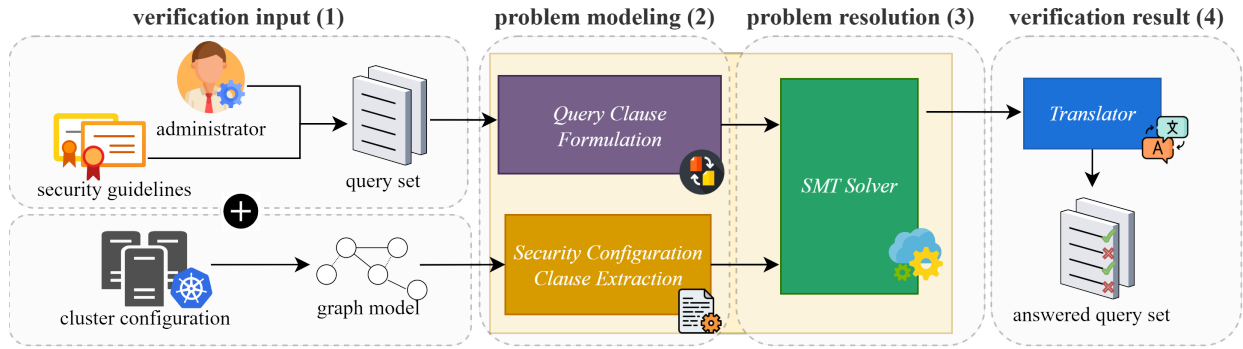 verification input (1)
problem modeling (2)
problem resolution (3)
verification result (4)
administrator
security guidelines
query set
Query Clause
Formulation
SMT Solver
Translator
文
A
cluster configuration
graph model
Security Configuration
Clause Extraction
answered query set